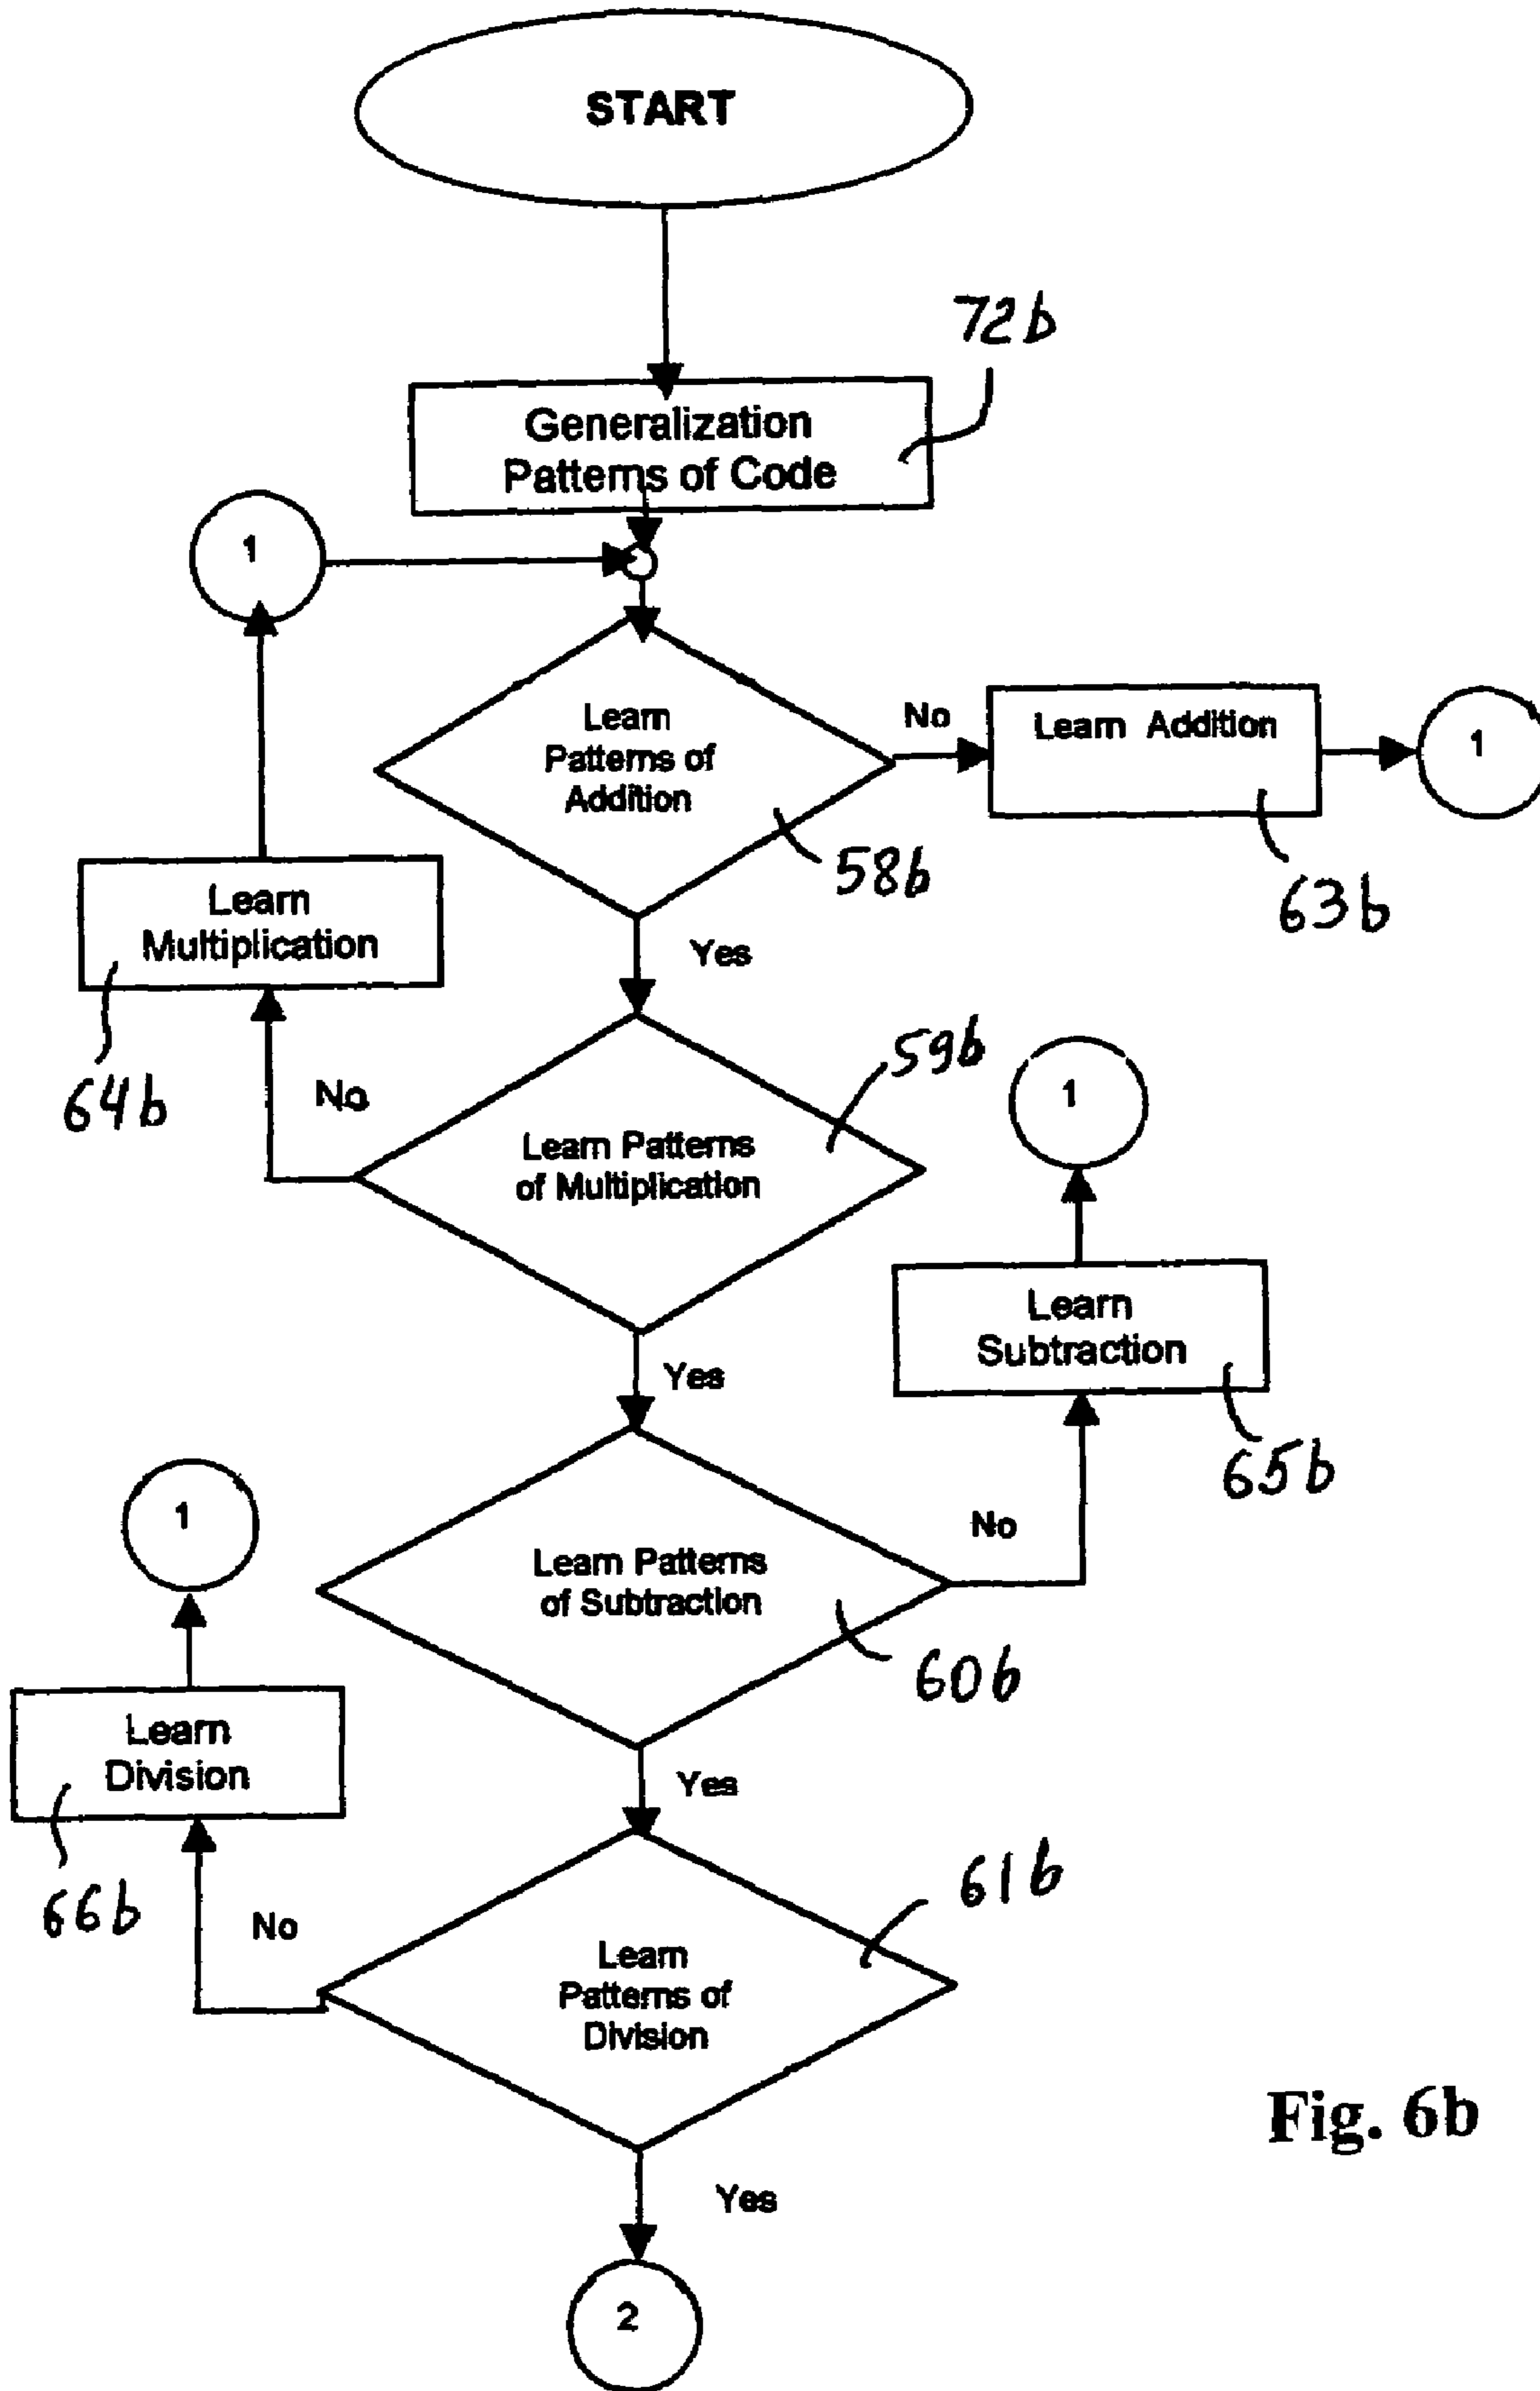 START
72b
Generalization
Patterns of Code
1
Learn
Patterns of
Addition
No
Learn Addition
1
58b
63b
Learn
Multiplication
Yes
64b
No
59b
1
Learn Patterns
of Multiplication
Learn
Subtraction
Yes
65b
1
No
Learn Patterns
of Subtraction
60b
Learn
Division
Yes
66b
No
61b
Learn
Patterns of
Division
Fig. 6b
Yes
2